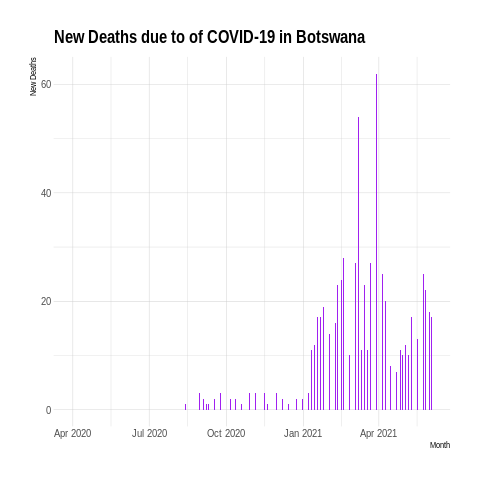 New Deaths due to of COVID-19 in Botswana
New Deaths
60
40
20
0
Apr 2020 Jul 2020 Oct 2020 Jan 2021 Apr 2021
Month